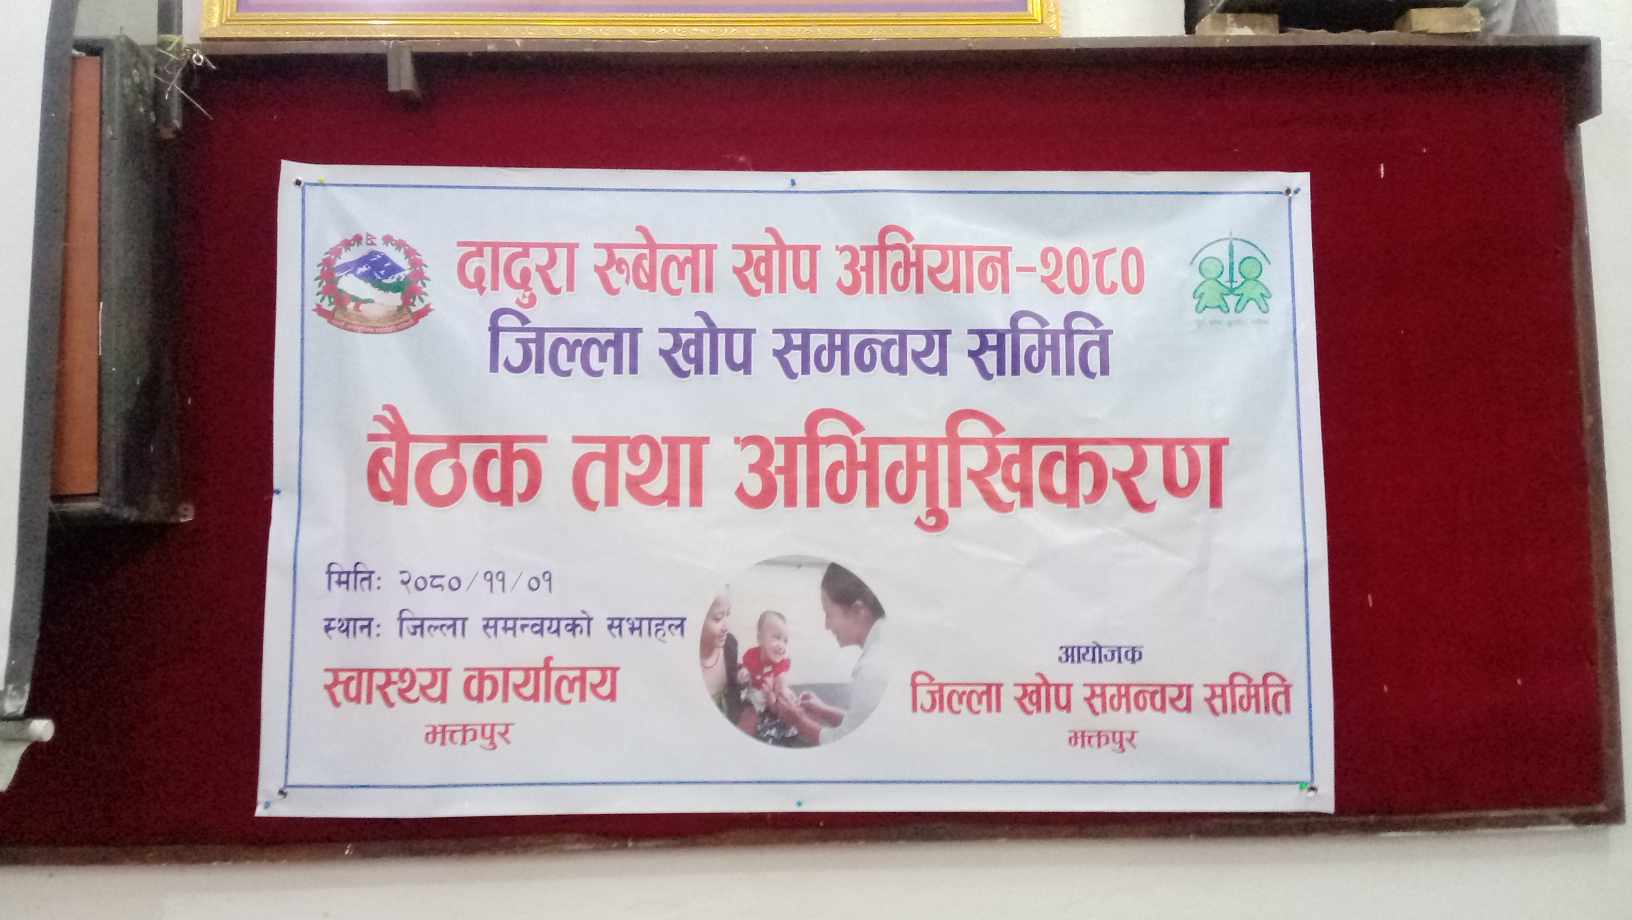 दादुरा रुबेला खोप अभियान-२०८०
जिल्ला खोप समन्वय समिति
बैठक तथा अभिमुखिकरण
मितिः २०८०/११/०१
स्थानः जिल्ला समन्वयको सभाहल
स्वास्थ्य कार्यालय
भक्तपुर
आयोजक
जिल्ला खोप समन्वय समिति
भक्तपुर